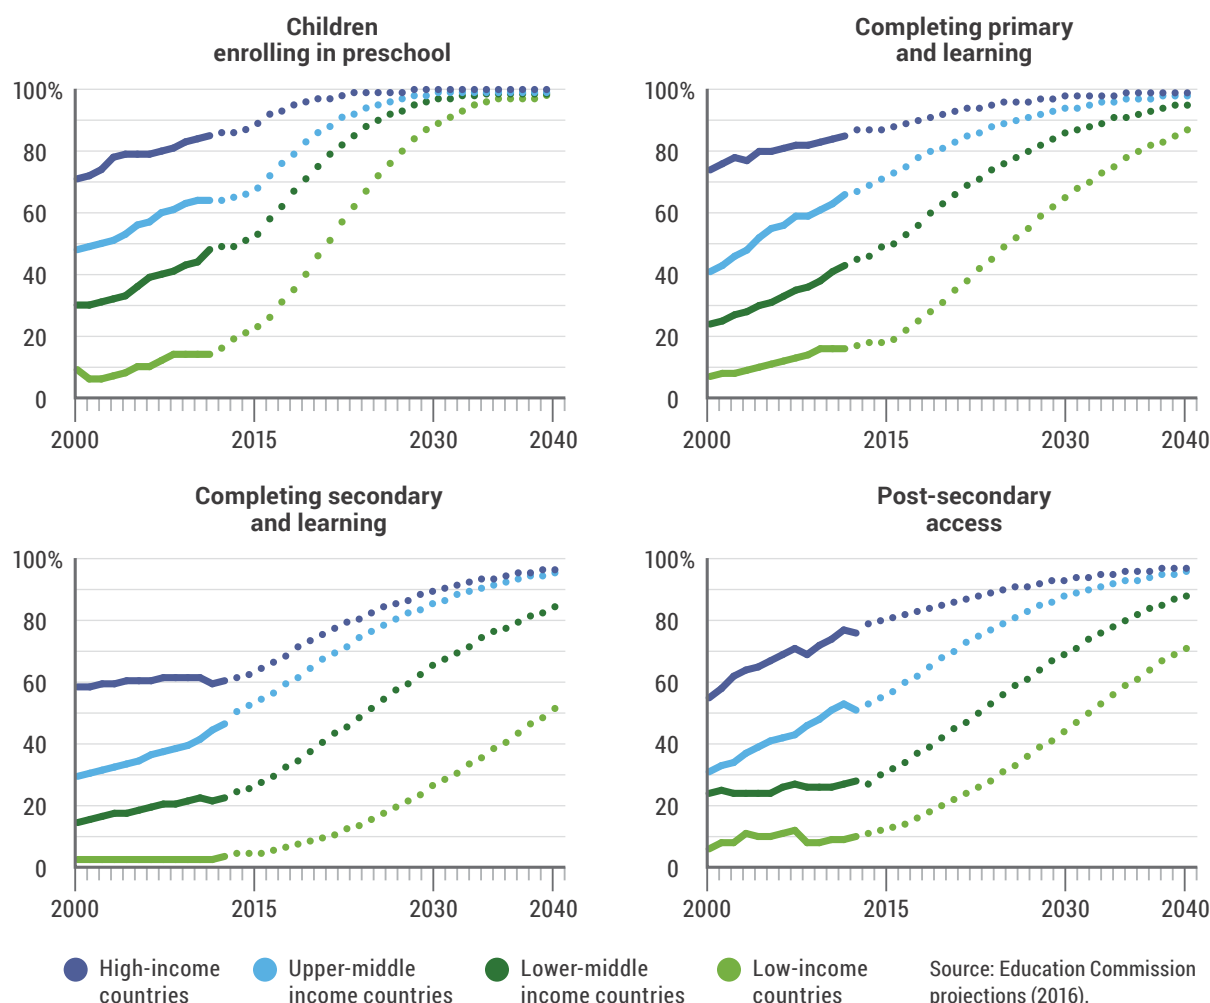 Children
enrolling in preschool
100%
80
60
40
20
0
2000 2015 2030 2040
Completing primary
and learning
100%
80
60
40
20
0
2000 2015 2030 2040
Completing secondary
and learning
100%
80
60
40
20
0
2000 2015 2030 2040
Post-secondary
access
100%
80
60
40
20
0
2000 2015 2030 2040
High-income
countries
Upper-middle
income countries
Lower-middle
income countries
Low-income
countries
Source: Education Commission
projections (2016).